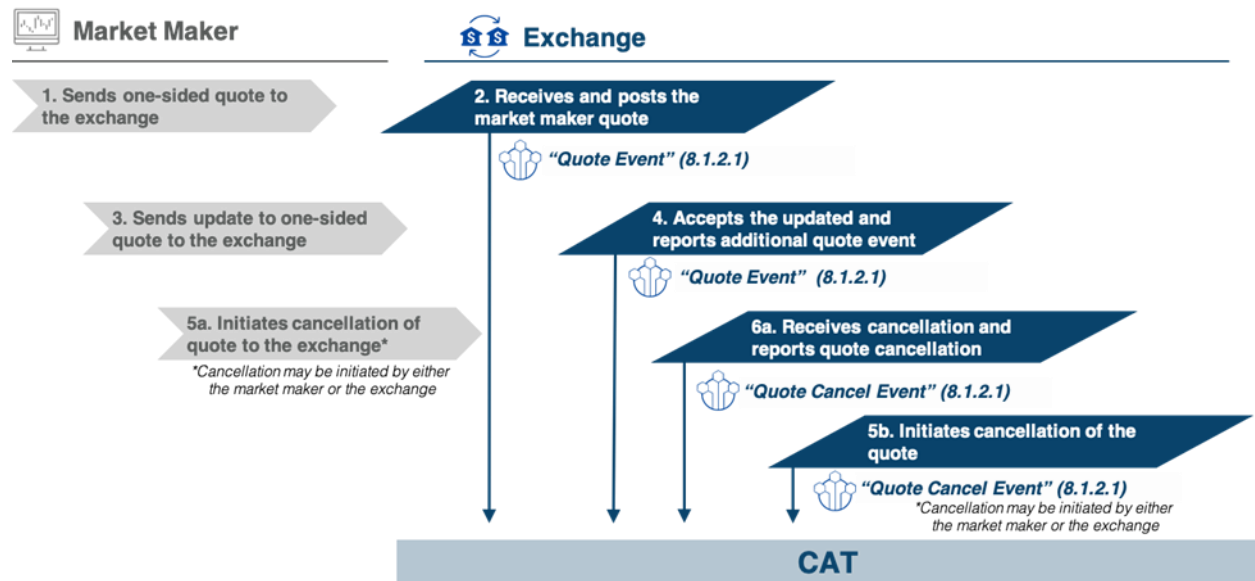 Market Maker
Exchange
1. Sends one-sided quote to
the exchange
2. Receives and posts the
market maker quote
“Quote Event” (8.1.2.1)
3. Sends update to one-sided
quote to the exchange
4. Accepts the updated and
reports additional quote event
“Quote Event” (8.1.2.1)
5a. Initiates cancellation of
quote to the exchange*
*Cancellation may be initiated by either
the market maker or the exchange
6a. Receives cancellation and
reports quote cancellation
“Quote Cancel Event” (8.1.2.1)
5b. Initiates cancellation of the
quote
“Quote Cancel Event” (8.1.2.1)
*Cancellation may be initiated by either
the market maker or the exchange
CAT